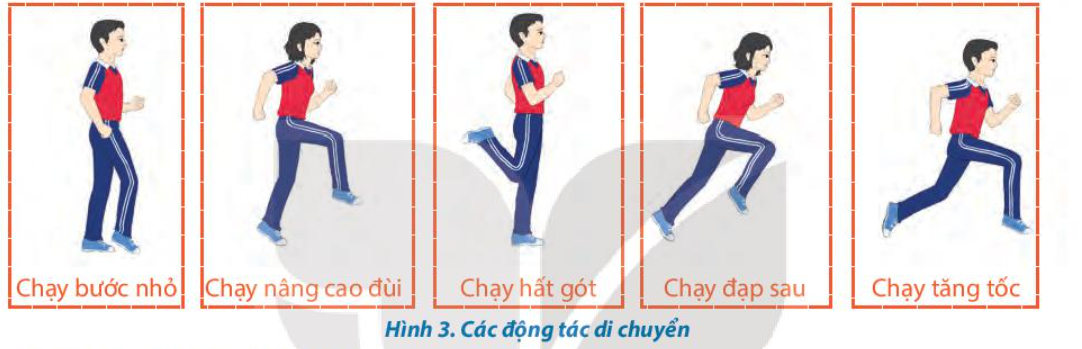 Chạy bước nhỏ
Chạy nâng cao đùi
Chạy hất gót
Chạy đạp sau
Chạy tăng tốc
Hình 3. Các động tác di chuyển